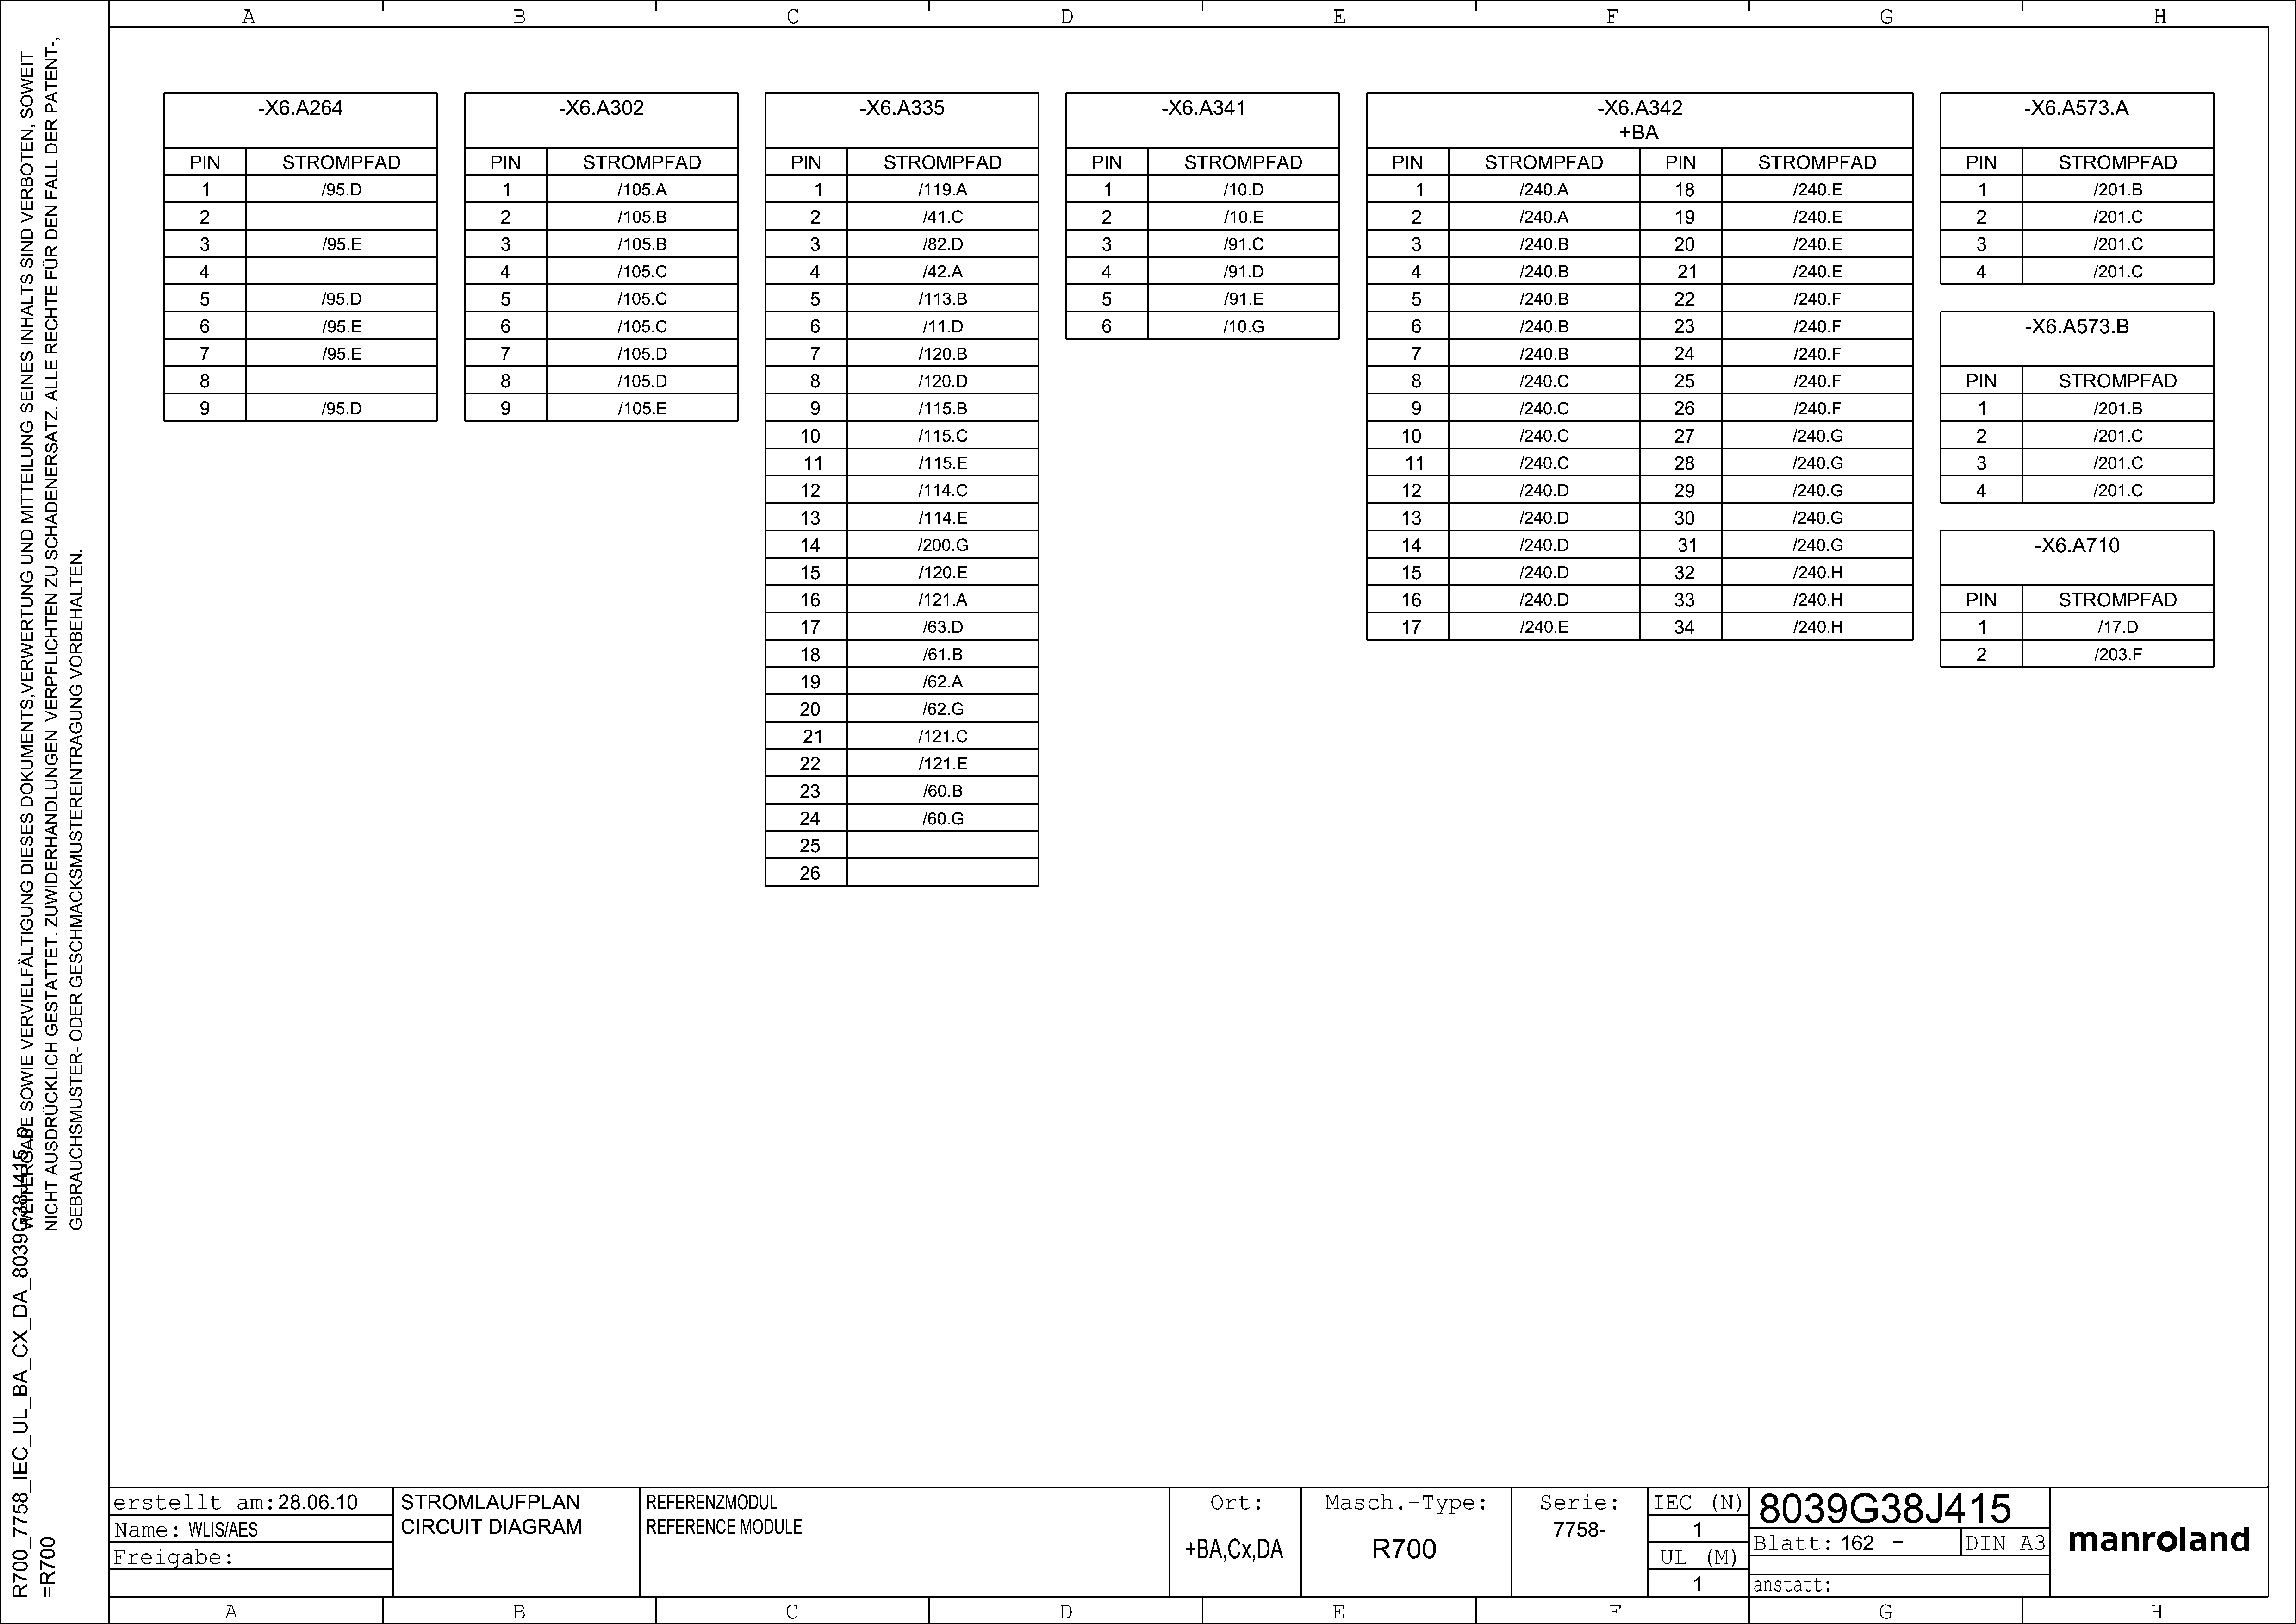 A B C D E F G H
WEITERGABE SOWIE VERVIELFÄLTIGUNG DIESES DOKUMENTS,VERWERTUNG UND MITTEILUNG SEINES INHALTS SIND VERBOTEN, SOWEIT
NICHT AUSDRÜCKLICH GESTATTET. ZUWIDERHANDLUNGEN VERPFLICHTEN ZU SCHADENERSATZ. ALLE RECHTE FÜR DEN FALL DER PATENT-,
GEBRAUCHSMUSTER- ODER GESCHMACKSMUSTEREINTRAGUNG VORBEHALTEN.
R700_7758_IEC_UL_BA_CX_DA_8039G38J415_p
=R700
-X6.A264
PIN STROMPFAD
1 /95.D
2
3 /95.E
4
5 /95.D
6 /95.E
7 /95.E
8
9 /95.D
-X6.A302
PIN STROMPFAD
1 /105.A
2 /105.B
3 /105.B
4 /105.C
5 /105.C
6 /105.C
7 /105.D
8 /105.D
9 /105.E
-X6.A335
PIN STROMPFAD
1 /119.A
2 /41.C
3 /82.D
4 /42.A
5 /113.B
6 /11.D
7 /120.B
8 /120.D
9 /115.B
10 /115.C
11 /115.E
12 /114.C
13 /114.E
14 /200.G
15 /120.E
16 /121.A
17 /63.D
18 /61.B
19 /62.A
20 /62.G
21 /121.C
22 /121.E
23 /60.B
24 /60.G
25
26
-X6.A341
PIN STROMPFAD
1 /10.D
2 /10.E
3 /91.C
4 /91.D
5 /91.E
6 /10.G
-X6.A342
+BA
PIN STROMPFAD PIN STROMPFAD
1 /240.A 18 /240.E
2 /240.A 19 /240.E
3 /240.B 20 /240.E
4 /240.B 21 /240.E
5 /240.B 22 /240.F
6 /240.B 23 /240.F
7 /240.B 24 /240.F
8 /240.C 25 /240.F
9 /240.C 26 /240.F
10 /240.C 27 /240.G
11 /240.C 28 /240.G
12 /240.D 29 /240.G
13 /240.D 30 /240.G
14 /240.D 31 /240.G
15 /240.D 32 /240.H
16 /240.D 33 /240.H
17 /240.E 34 /240.H
-X6.A573.A
PIN STROMPFAD
1 /201.B
2 /201.C
3 /201.C
4 /201.C
-X6.A573.B
PIN STROMPFAD
1 /201.B
2 /201.C
3 /201.C
4 /201.C
-X6.A710
PIN STROMPFAD
1 /17.D
2 /203.F
erstellt am: 28.06.10
Name: WLIS/AES
Freigabe:
STROMLAUFPLAN
CIRCUIT DIAGRAM
REFERENZMODUL
REFERENCE MODULE
Ort:
+BA,Cx,DA
Masch.-Type:
R700
Serie:
7758-
IEC (N)
1
UL (M)
1
8039G38J415
Blatt: 162 - DIN A3
anstatt:
manroland
A B C D E F G H